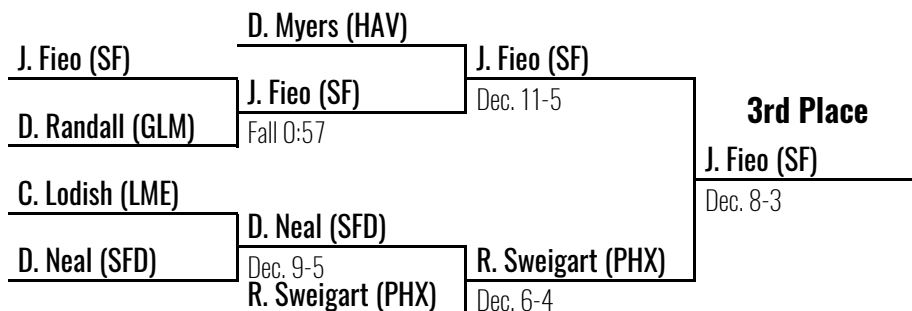 D. Myers (HAV)
J. Fieo (SF)
J. Fieo (SF)
J. Fieo (SF)
Dec. 11-5
3rd Place
D. Randall (GLM)
Fall 0:57
J. Fieo (SF)
Dec. 8-3
C. Lodish (LME)
D. Neal (SFD)
D. Neal (SFD)
Dec. 9-5
R. Sweigart (PHX)
R. Sweigart (PHX)
Dec. 6-4